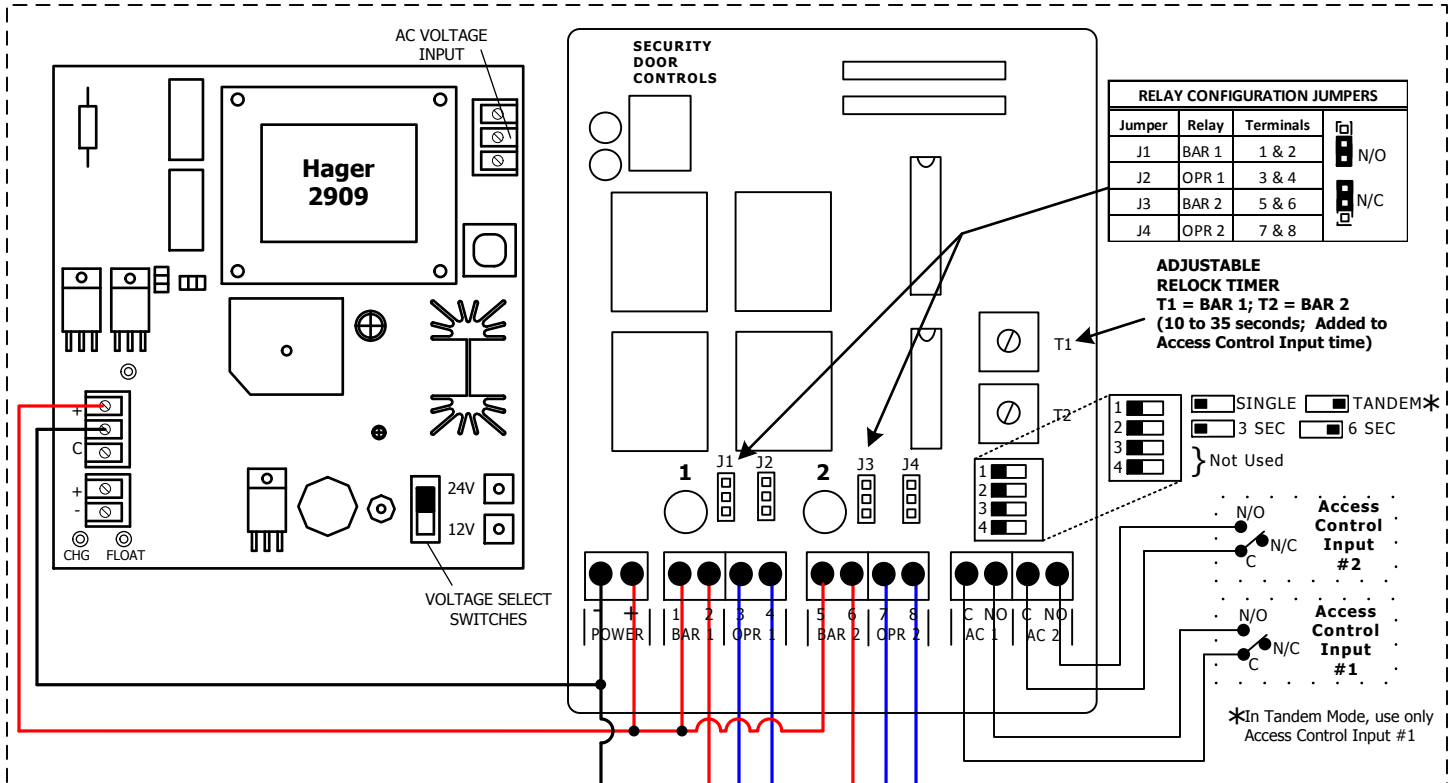 AC VOLTAGE
INPUT
Hager
2909
+
C
+
-
CHG FLOAT
24V
12V
VOLTAGE SELECT
SWITCHES
SECURITY
DOOR
CONTROLS
T1
T2
1 J1 J2 2 J3 J4
1
2
3
4
- + 1 2 3 4 5 6 7 8 C NO C NO
POWER BAR 1 OPR 1 BAR 2 OPR 2 AC 1 AC 2
RELAY CONFIGURATION JUMPERS
Jumper Relay Terminals
J1 BAR 1 1 & 2
J2 OPR 1 3 & 4
J3 BAR 2 5 & 6
J4 OPR 2 7 & 8
N/O
N/C
ADJUSTABLE
RELOCK TIMER
T1 = BAR 1; T2 = BAR 2
(10 to 35 seconds; Added to
Access Control Input time)
1 SINGLE TANDEM*
2 3 SEC 6 SEC
3
4
} Not Used
N/O
N/C
C
Access
Control
Input
#2
N/O
N/C
C
Access
Control
Input
#1
*In Tandem Mode, use only
Access Control Input #1